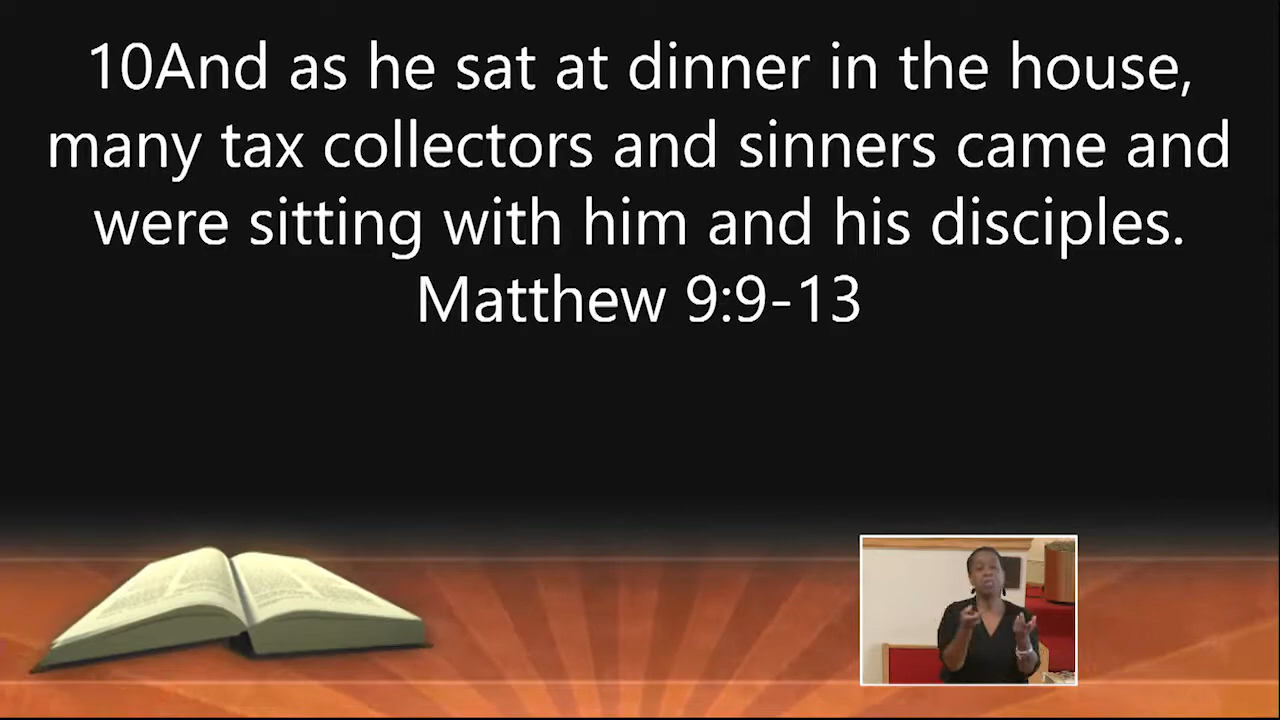 10And as he sat at dinner in the house,
many tax collectors and sinners came and
were sitting with him and his disciples.
Matthew 9:9-13